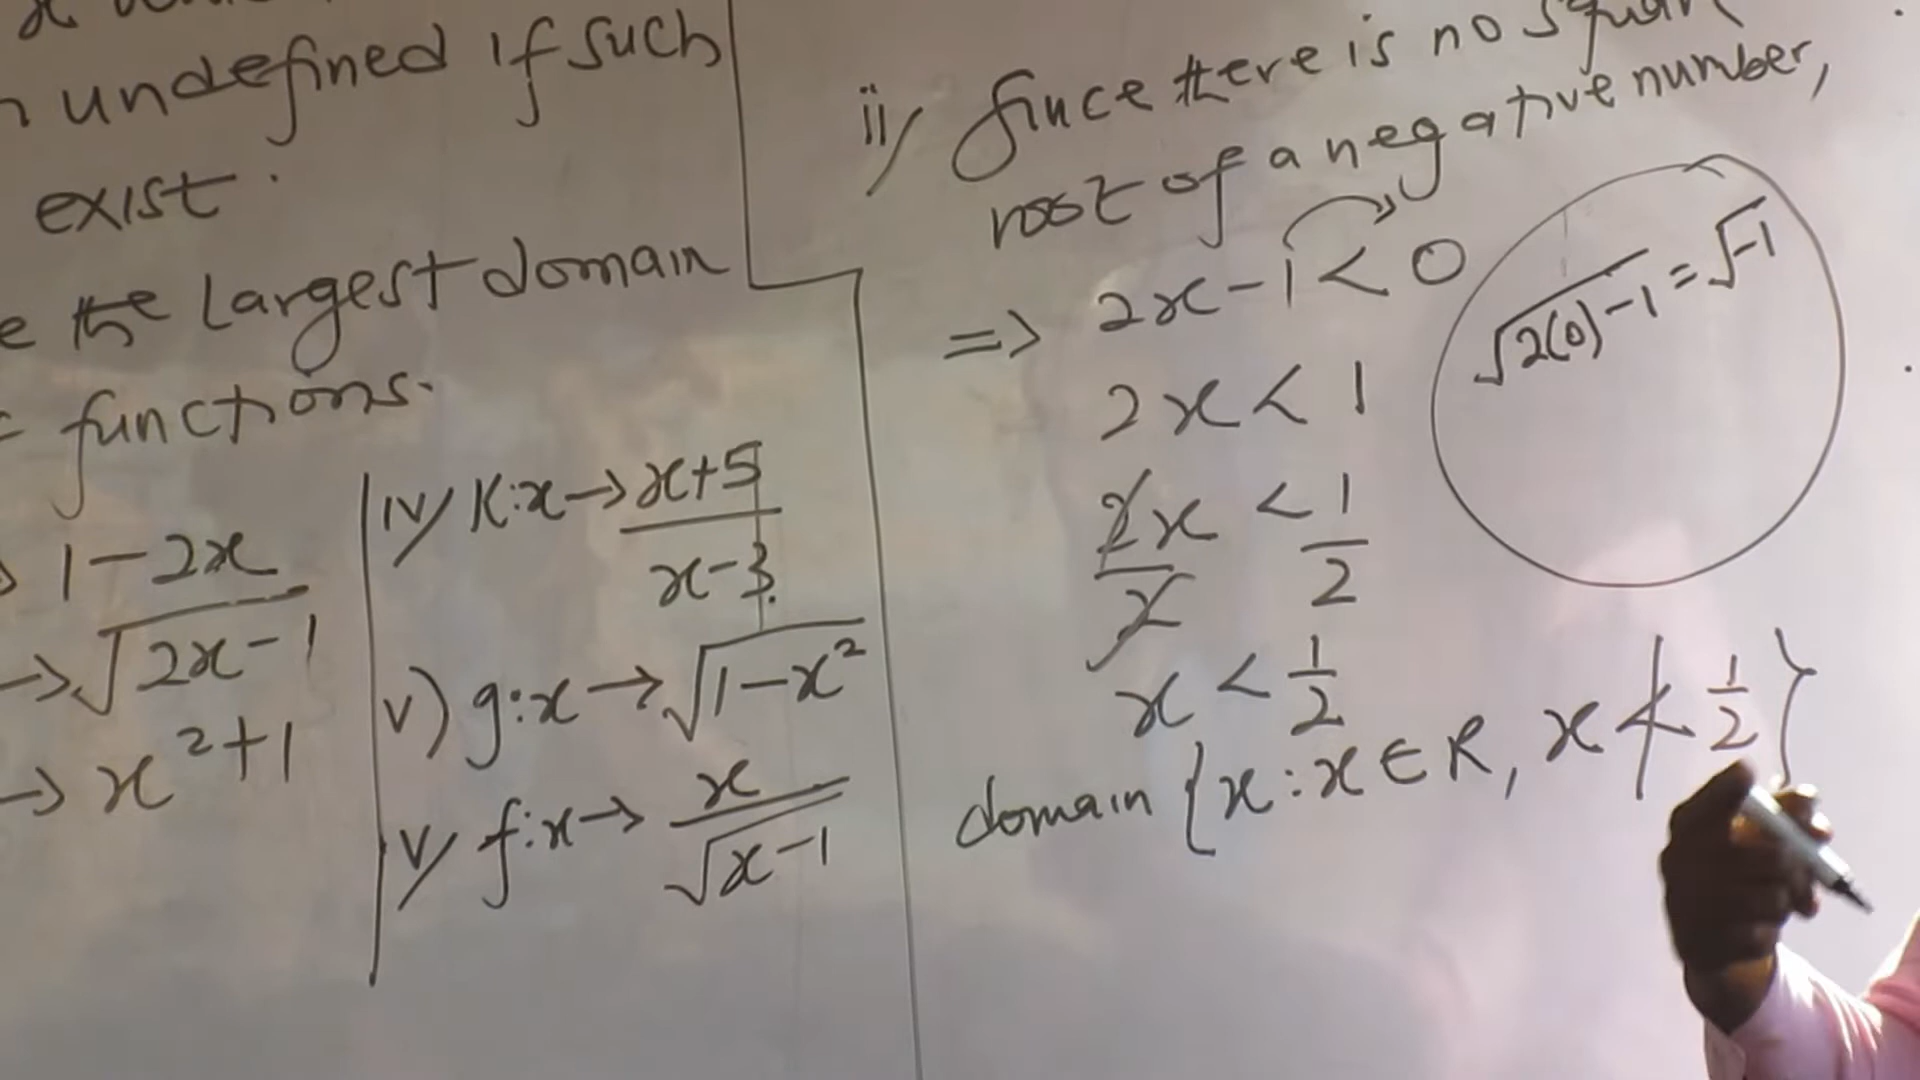 undefined if such
exist.
the largest domain
functions.
1-2x
→√(2x-1)
→x²+1
iv/ K:x→(x+5)/(x-3)
v) g:x→√(1-x²)
v/ f:x→x/√(x-1)
ii/ Since there is no
root of a negative number,
=> 2x-1<0
2x<1
2x/2<1/2
x<1/2
domain {x:x∈R, x≮1/2}
√(2(0)-1)=√-1